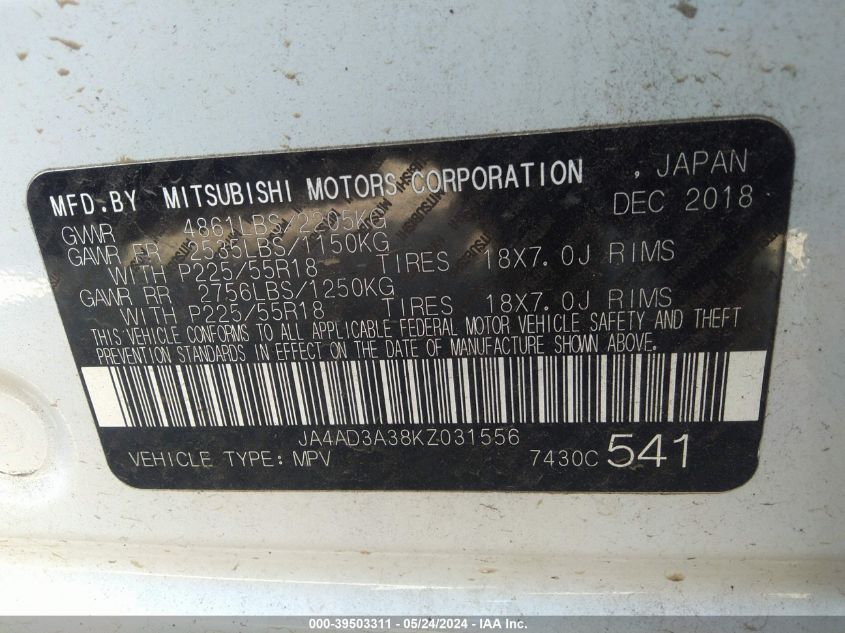 MFD.BY MITSUBISHI MOTORS CORPORATION , JAPAN
GVWR 4861LBS/2205KG DEC 2018
GAWR FR 2535LBS/1150KG
WITH P225/55R18 TIRES 18X7.0J RIMS
GAWR RR 2756LBS/1250KG
WITH P225/55R18 TIRES 18X7.0J RIMS
THIS VEHICLE CONFORMS TO ALL APPLICABLE FEDERAL MOTOR VEHICLE SAFETY AND THEFT
PREVENTION STANDARDS IN EFFECT ON THE DATE OF MANUFACTURE SHOWN ABOVE.
JA4AD3A38KZ031556
VEHICLE TYPE: MPV 7430C 541
000-39503311 - 05/24/2024 - IAA Inc.